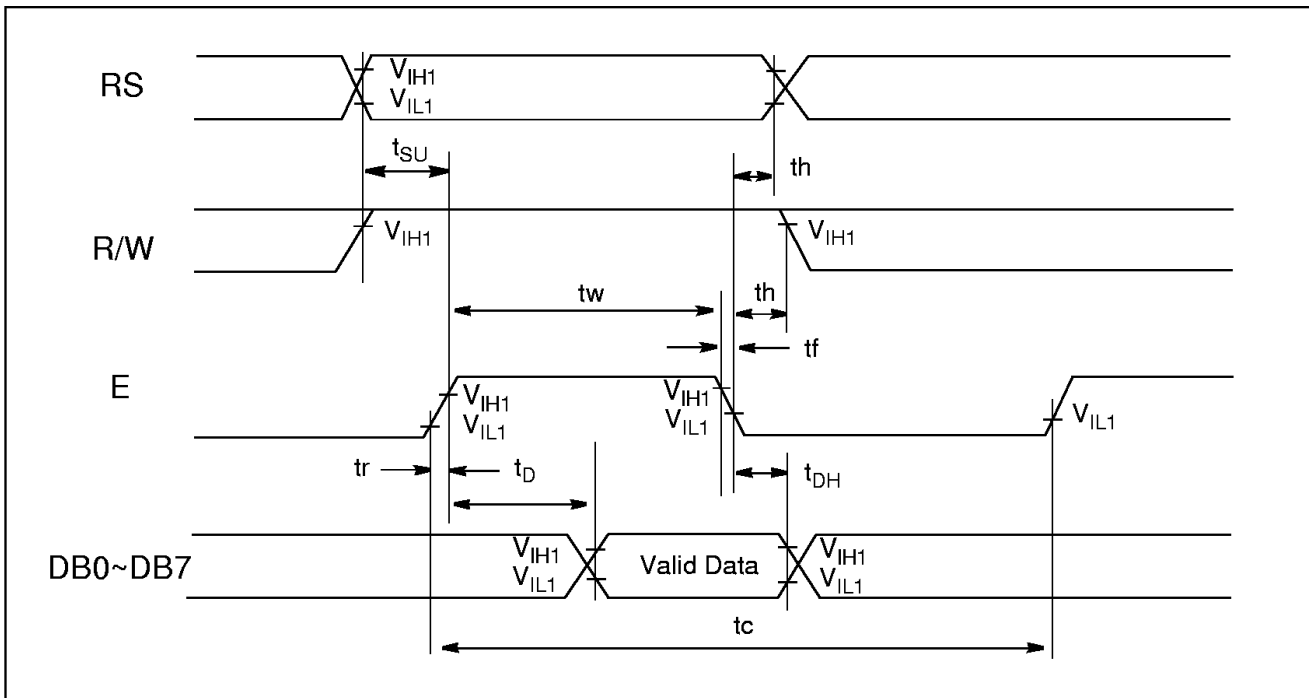 RS
V_IH1
V_IL1
t_SU
th
R/W
V_IH1
V_IH1
tw
th
tf
E
V_IH1
V_IL1
V_IH1
V_IL1
V_IL1
tr
t_D
t_DH
DB0~DB7
V_IH1
V_IL1
Valid Data
V_IH1
V_IL1
tc